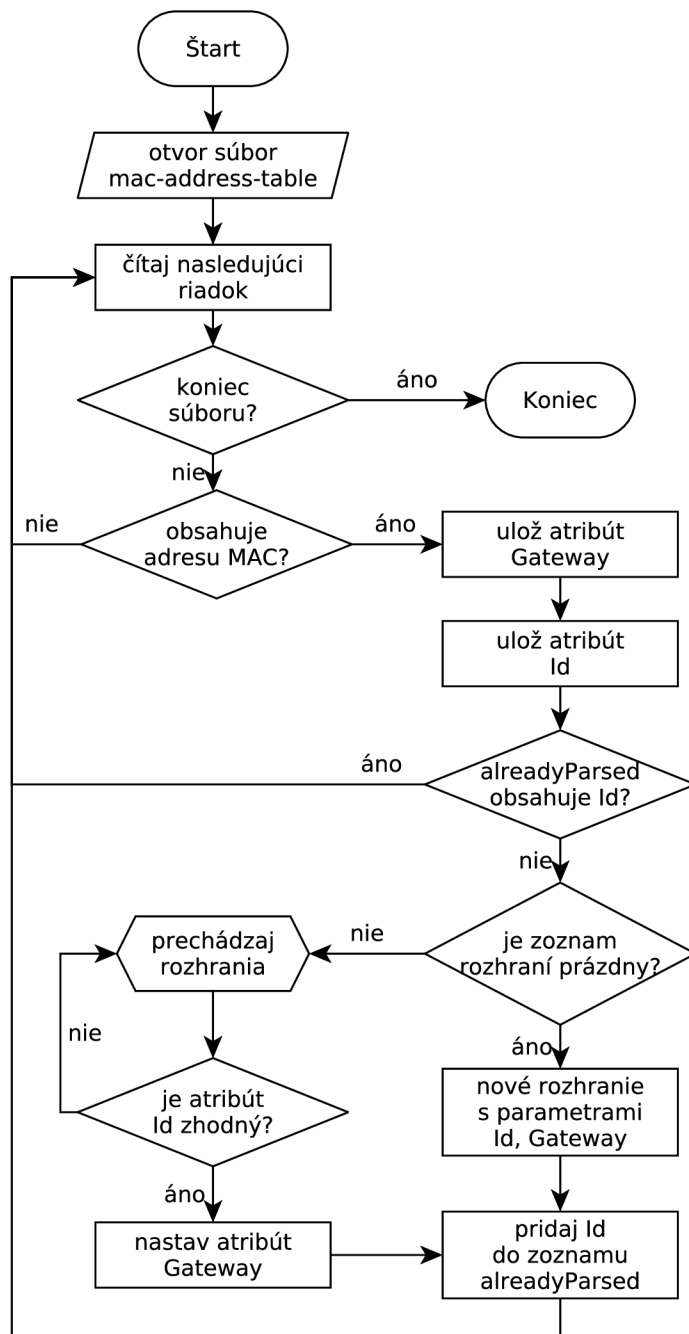 Štart
otvor súbor
mac-address-table
čítaj nasledujúci
riadok
koniec
súboru?
áno
Koniec
nie
nie
obsahuje
adresu MAC?
áno
ulož atribút
Gateway
ulož atribút
Id
áno
alreadyParsed
obsahuje Id?
nie
prechádzaj
rozhrania
nie
je zoznam
rozhraní prázdny?
nie
áno
je atribút
Id zhodný?
nové rozhranie
s parametrami
Id, Gateway
áno
nastav atribút
Gateway
pridaj Id
do zoznamu
alreadyParsed